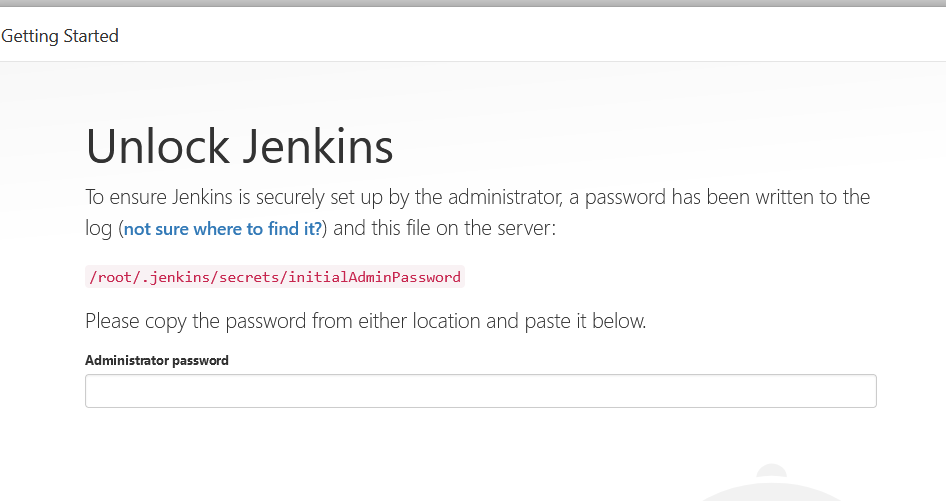 Getting Started
Unlock Jenkins
To ensure Jenkins is securely set up by the administrator, a password has been written to the
log (not sure where to find it?) and this file on the server:
/root/.jenkins/secrets/initialAdminPassword
Please copy the password from either location and paste it below.
Administrator password